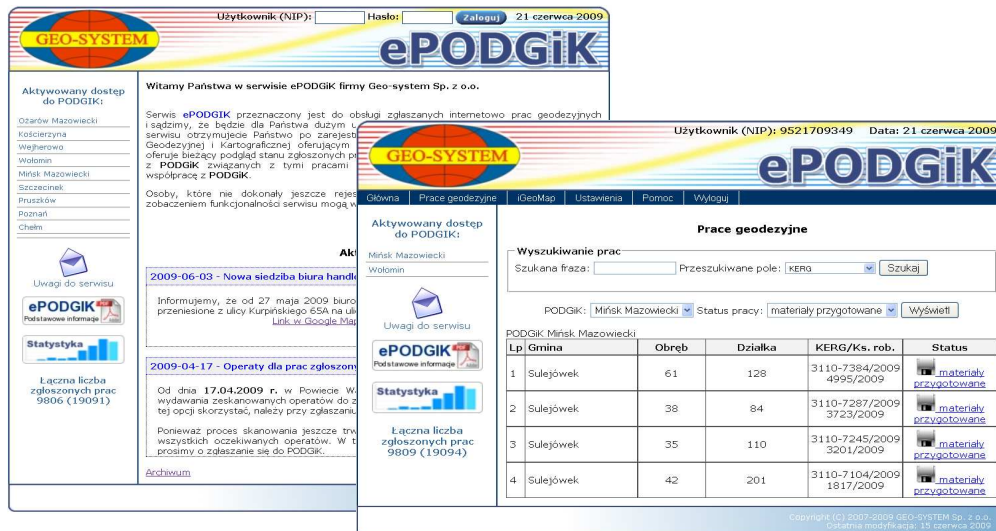 Użytkownik (NIP): Hasło: Zaloguj 21 czerwca 2009
GEO-SYSTEM
ePODGiK
Aktywowany dostęp
do PODGIK:
Ożarów Mazowiecki
Kościerzyna
Wejherowo
Wołomin
Mińsk Mazowiecki
Szczecinek
Pruszków
Poznań
Chełm
Uwagi do serwisu
ePODGIK
Podstawowe informacje
Statystyka
Łączna liczba
zgłoszonych prac
9806 (19091)
Witamy Państwa w serwisie ePODGiK firmy Geo-system Sp. z o.o.
Serwis ePODGIK przeznaczony jest do obsługi zgłaszanych internetowo prac geodezyjnych
i sądzimy, że będzie dla Państwa dużym
serwisu otrzymujecie Państwo po zarejest
Geodezyjnej i Kartograficznej oferującym
oferuje bieżący podgląd stanu zgłoszonych
z PODGiK związanych z tymi pracami
współpracę z PODGiK.
Osoby, które nie dokonały jeszcze rejes
zobaczeniem funkcjonalności serwisu mogą
2009-06-03 - Nowa siedziba biura handl
Informujemy, że od 27 maja 2009 biuro
przeniesione z ulicy Kurpińskiego 65A na
Link w Google
2009-04-17 - Operaty dla prac zgłoszon
Od dnia 17.04.2009 r. w Powiecie
wydawania zeskanowanych operatów do
tej opcji skorzystać, należy przy zgłaszaniu
Ponieważ proces skanowania jeszcze
wszystkich oczekiwanych operatów. W
prosimy o zgłaszanie się do PODGiK.
Archiwum
Użytkownik (NIP): 9521709349 Data: 21 czerwca 2009
GEO-SYSTEM
ePODGiK
Główna Prace geodezyjne iGeoMap Ustawienia Pomoc Wyloguj
Aktywowany dostęp
do PODGIK:
Mińsk Mazowiecki
Wołomin
Uwagi do serwisu
ePODGIK
Podstawowe informacje
Statystyka
Łączna liczba
zgłoszonych prac
9809 (19094)
Prace geodezyjne
Wyszukiwanie prac
Szukana fraza: Przeszukiwane pole: KERG Szukaj
PODGiK: Mińsk Mazowiecki Status pracy: materiały przygotowane Wyświetl
PODGiK Mińsk Mazowiecki
Lp Gmina Obręb Działka KERG/Ks. rob. Status
1 Sulejówek 61 128 3110-7384/2009 4995/2009 materiały przygotowane
2 Sulejówek 38 84 3110-7287/2009 3723/2009 materiały przygotowane
3 Sulejówek 35 110 3110-7245/2009 3201/2009 materiały przygotowane
4 Sulejówek 42 201 3110-7104/2009 1817/2009 materiały przygotowane
Copyright (C) 2007-2009 GEO-SYSTEM Sp. z o.o.
Ostatnia modyfikacja: 15 czerwca 2009